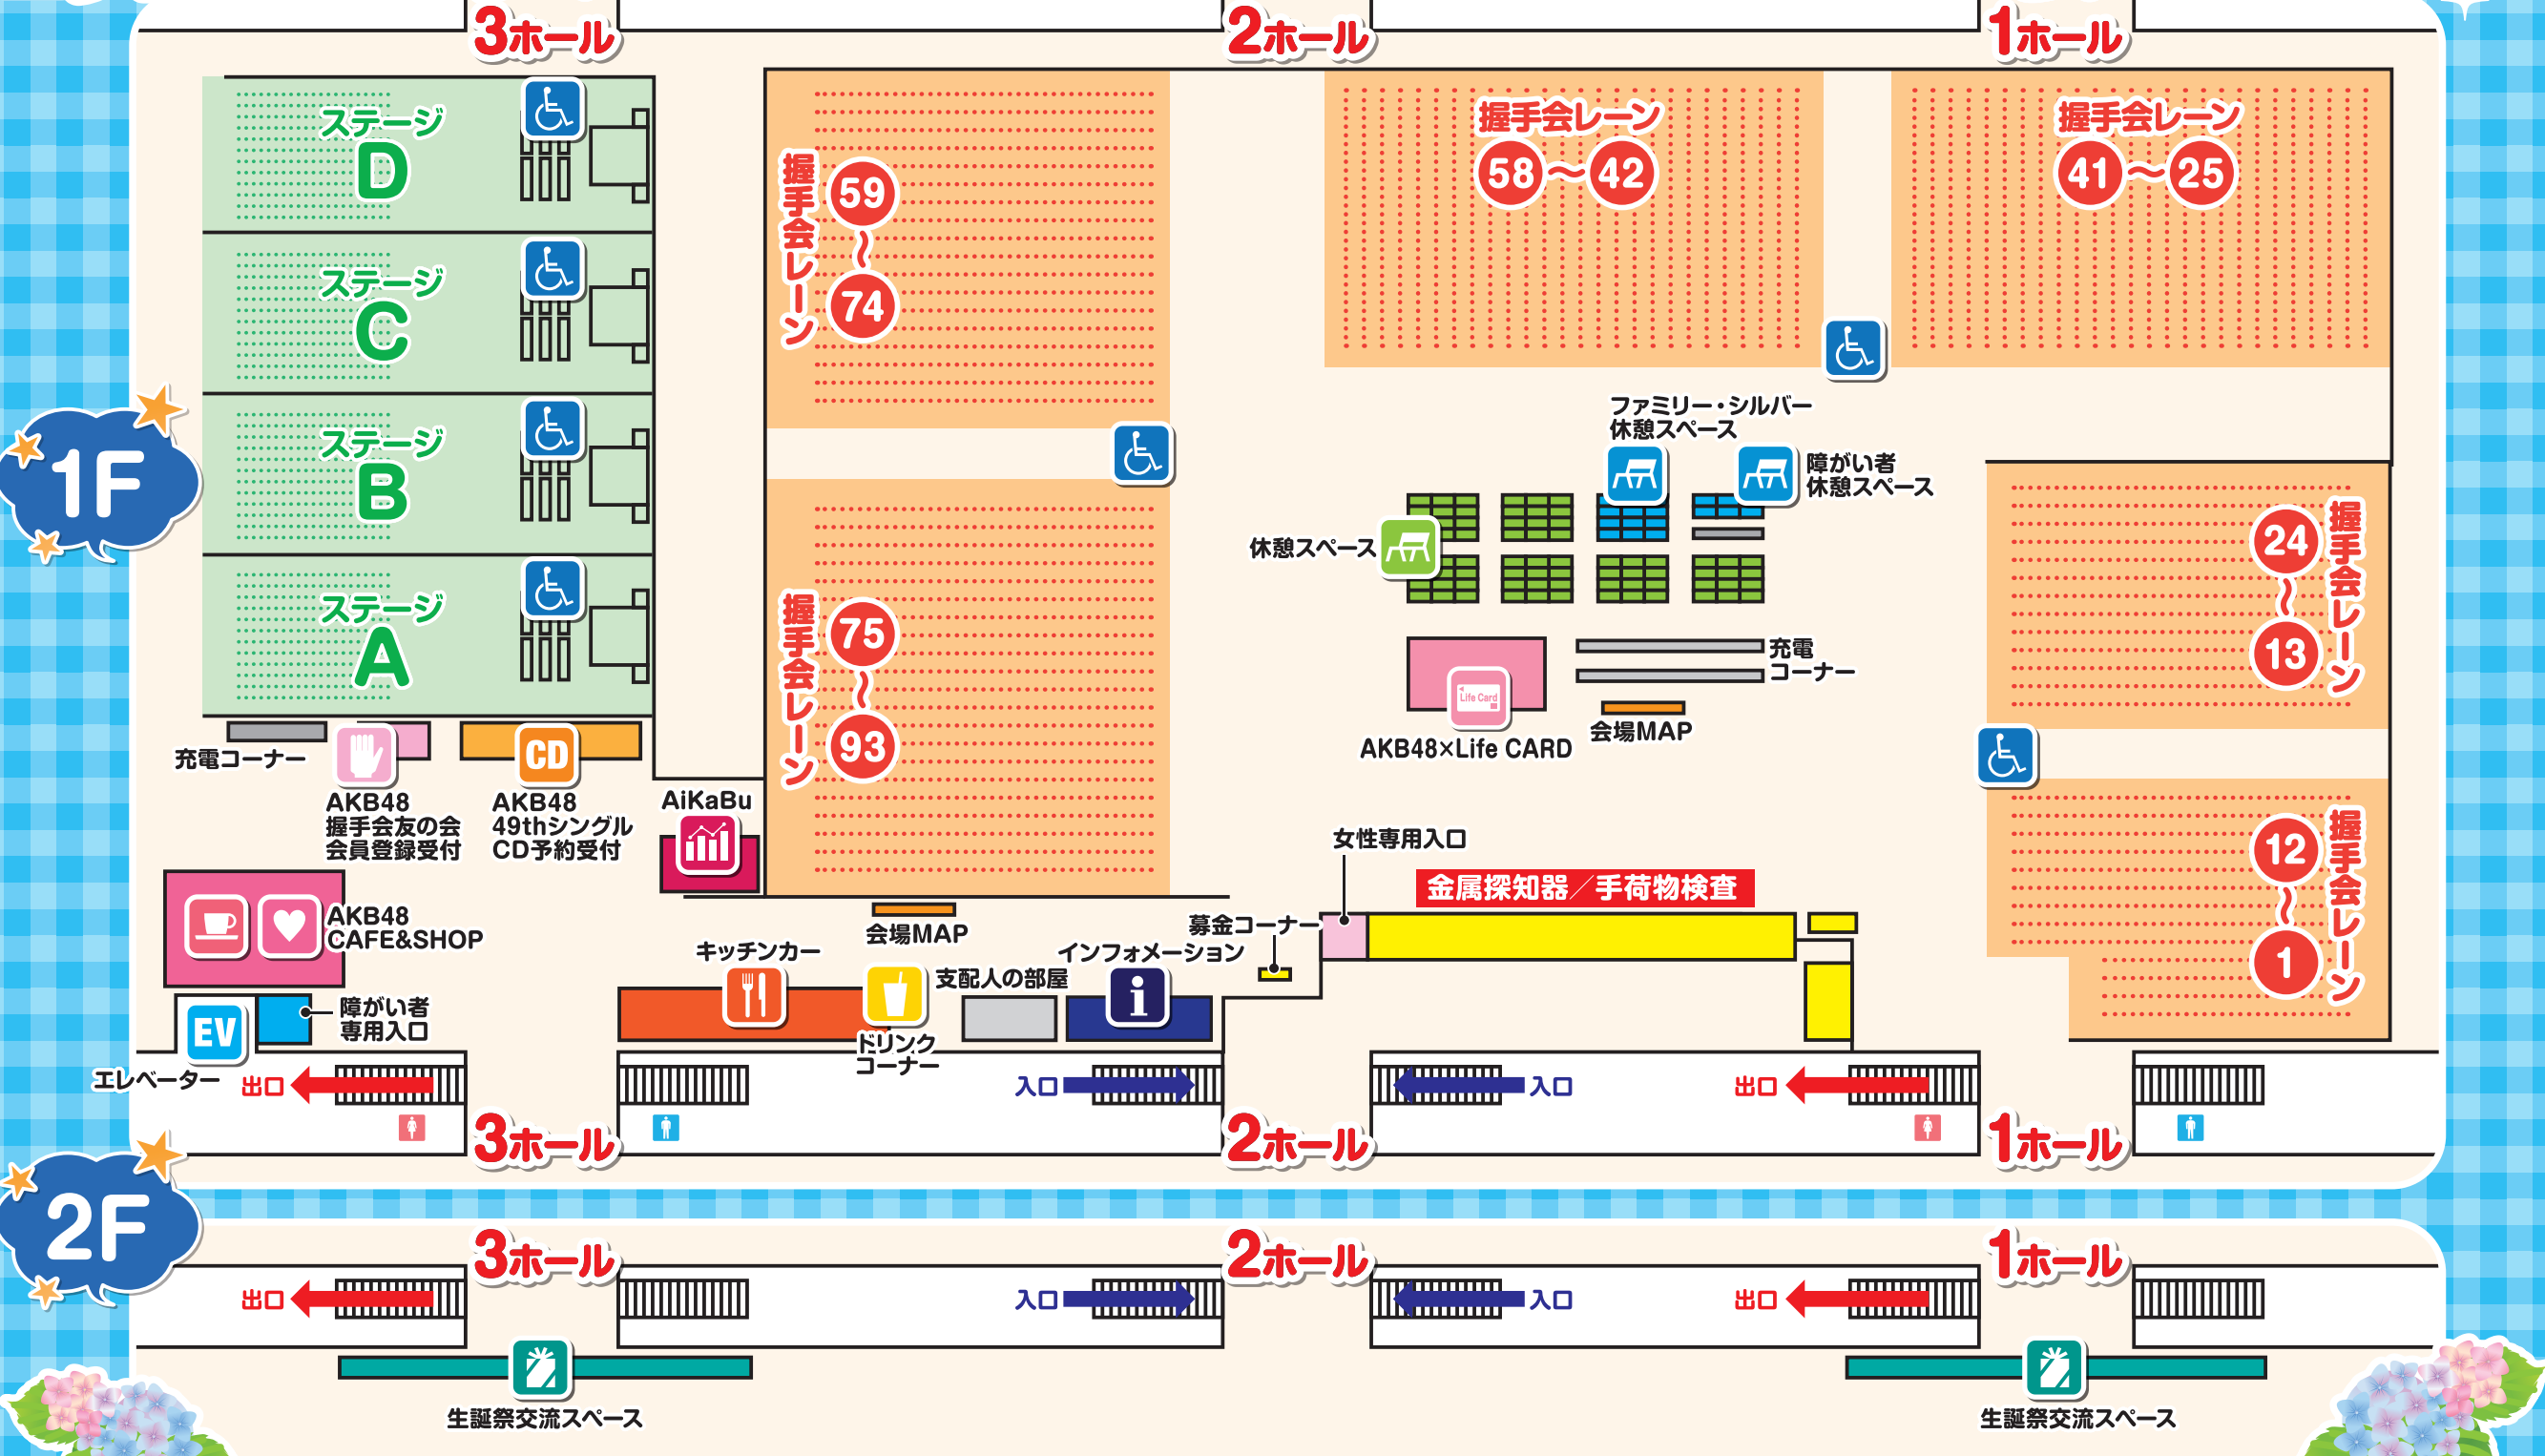 3ホール
2ホール
1ホール
1F
ステージ
D
ステージ
C
ステージ
B
ステージ
A
握手会レーン
59
〜
74
握手会レーン
75
〜
93
握手会レーン
58〜42
握手会レーン
41〜25
握手会レーン
24
〜
13
握手会レーン
12
〜
1
ファミリー・シルバー
休憩スペース
障がい者
休憩スペース
休憩スペース
充電
コーナー
Life Card
AKB48×Life CARD
会場MAP
充電コーナー
AKB48
握手会友の会
会員登録受付
CD
AKB48
49thシングル
CD予約受付
AiKaBu
AKB48
CAFE&SHOP
EV
エレベーター
障がい者
専用入口
会場MAP
キッチンカー
ドリンク
コーナー
支配人の部屋
i
インフォメーション
募金コーナー
女性専用入口
金属探知器／手荷物検査
出口
入口
入口
出口
3ホール
2ホール
1ホール
2F
3ホール
2ホール
1ホール
出口
入口
入口
出口
生誕祭交流スペース
生誕祭交流スペース